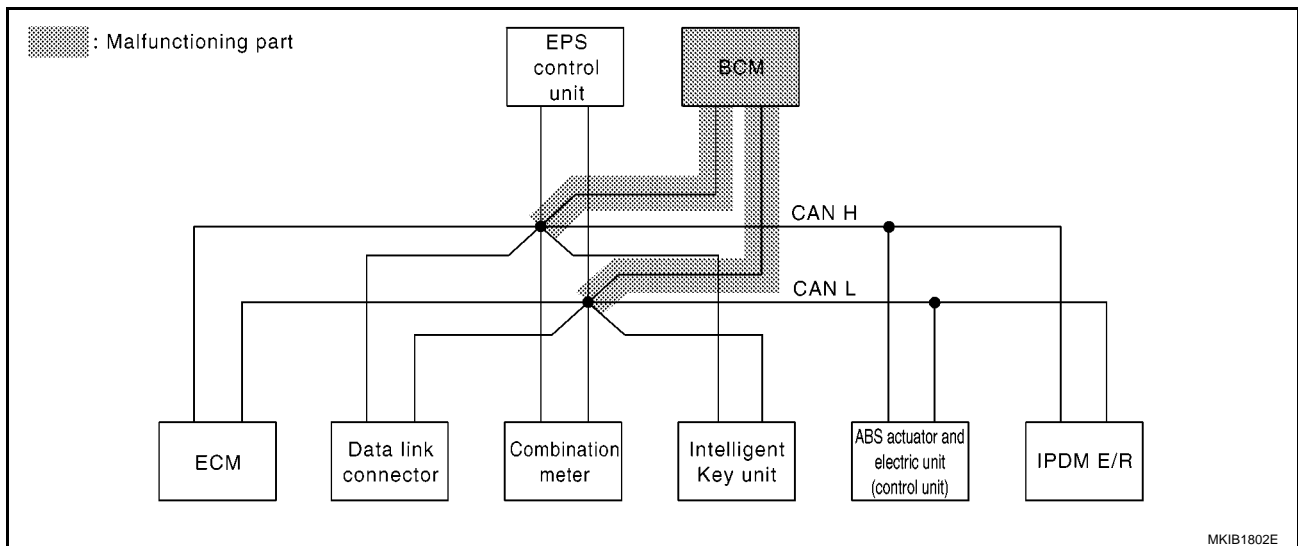 : Malfunctioning part
EPS
control
unit
BCM
CAN H
CAN L
ECM
Data link
connector
Combination
meter
Intelligent
Key unit
ABS actuator and
electric unit
(control unit)
IPDM E/R
MKIB1802E